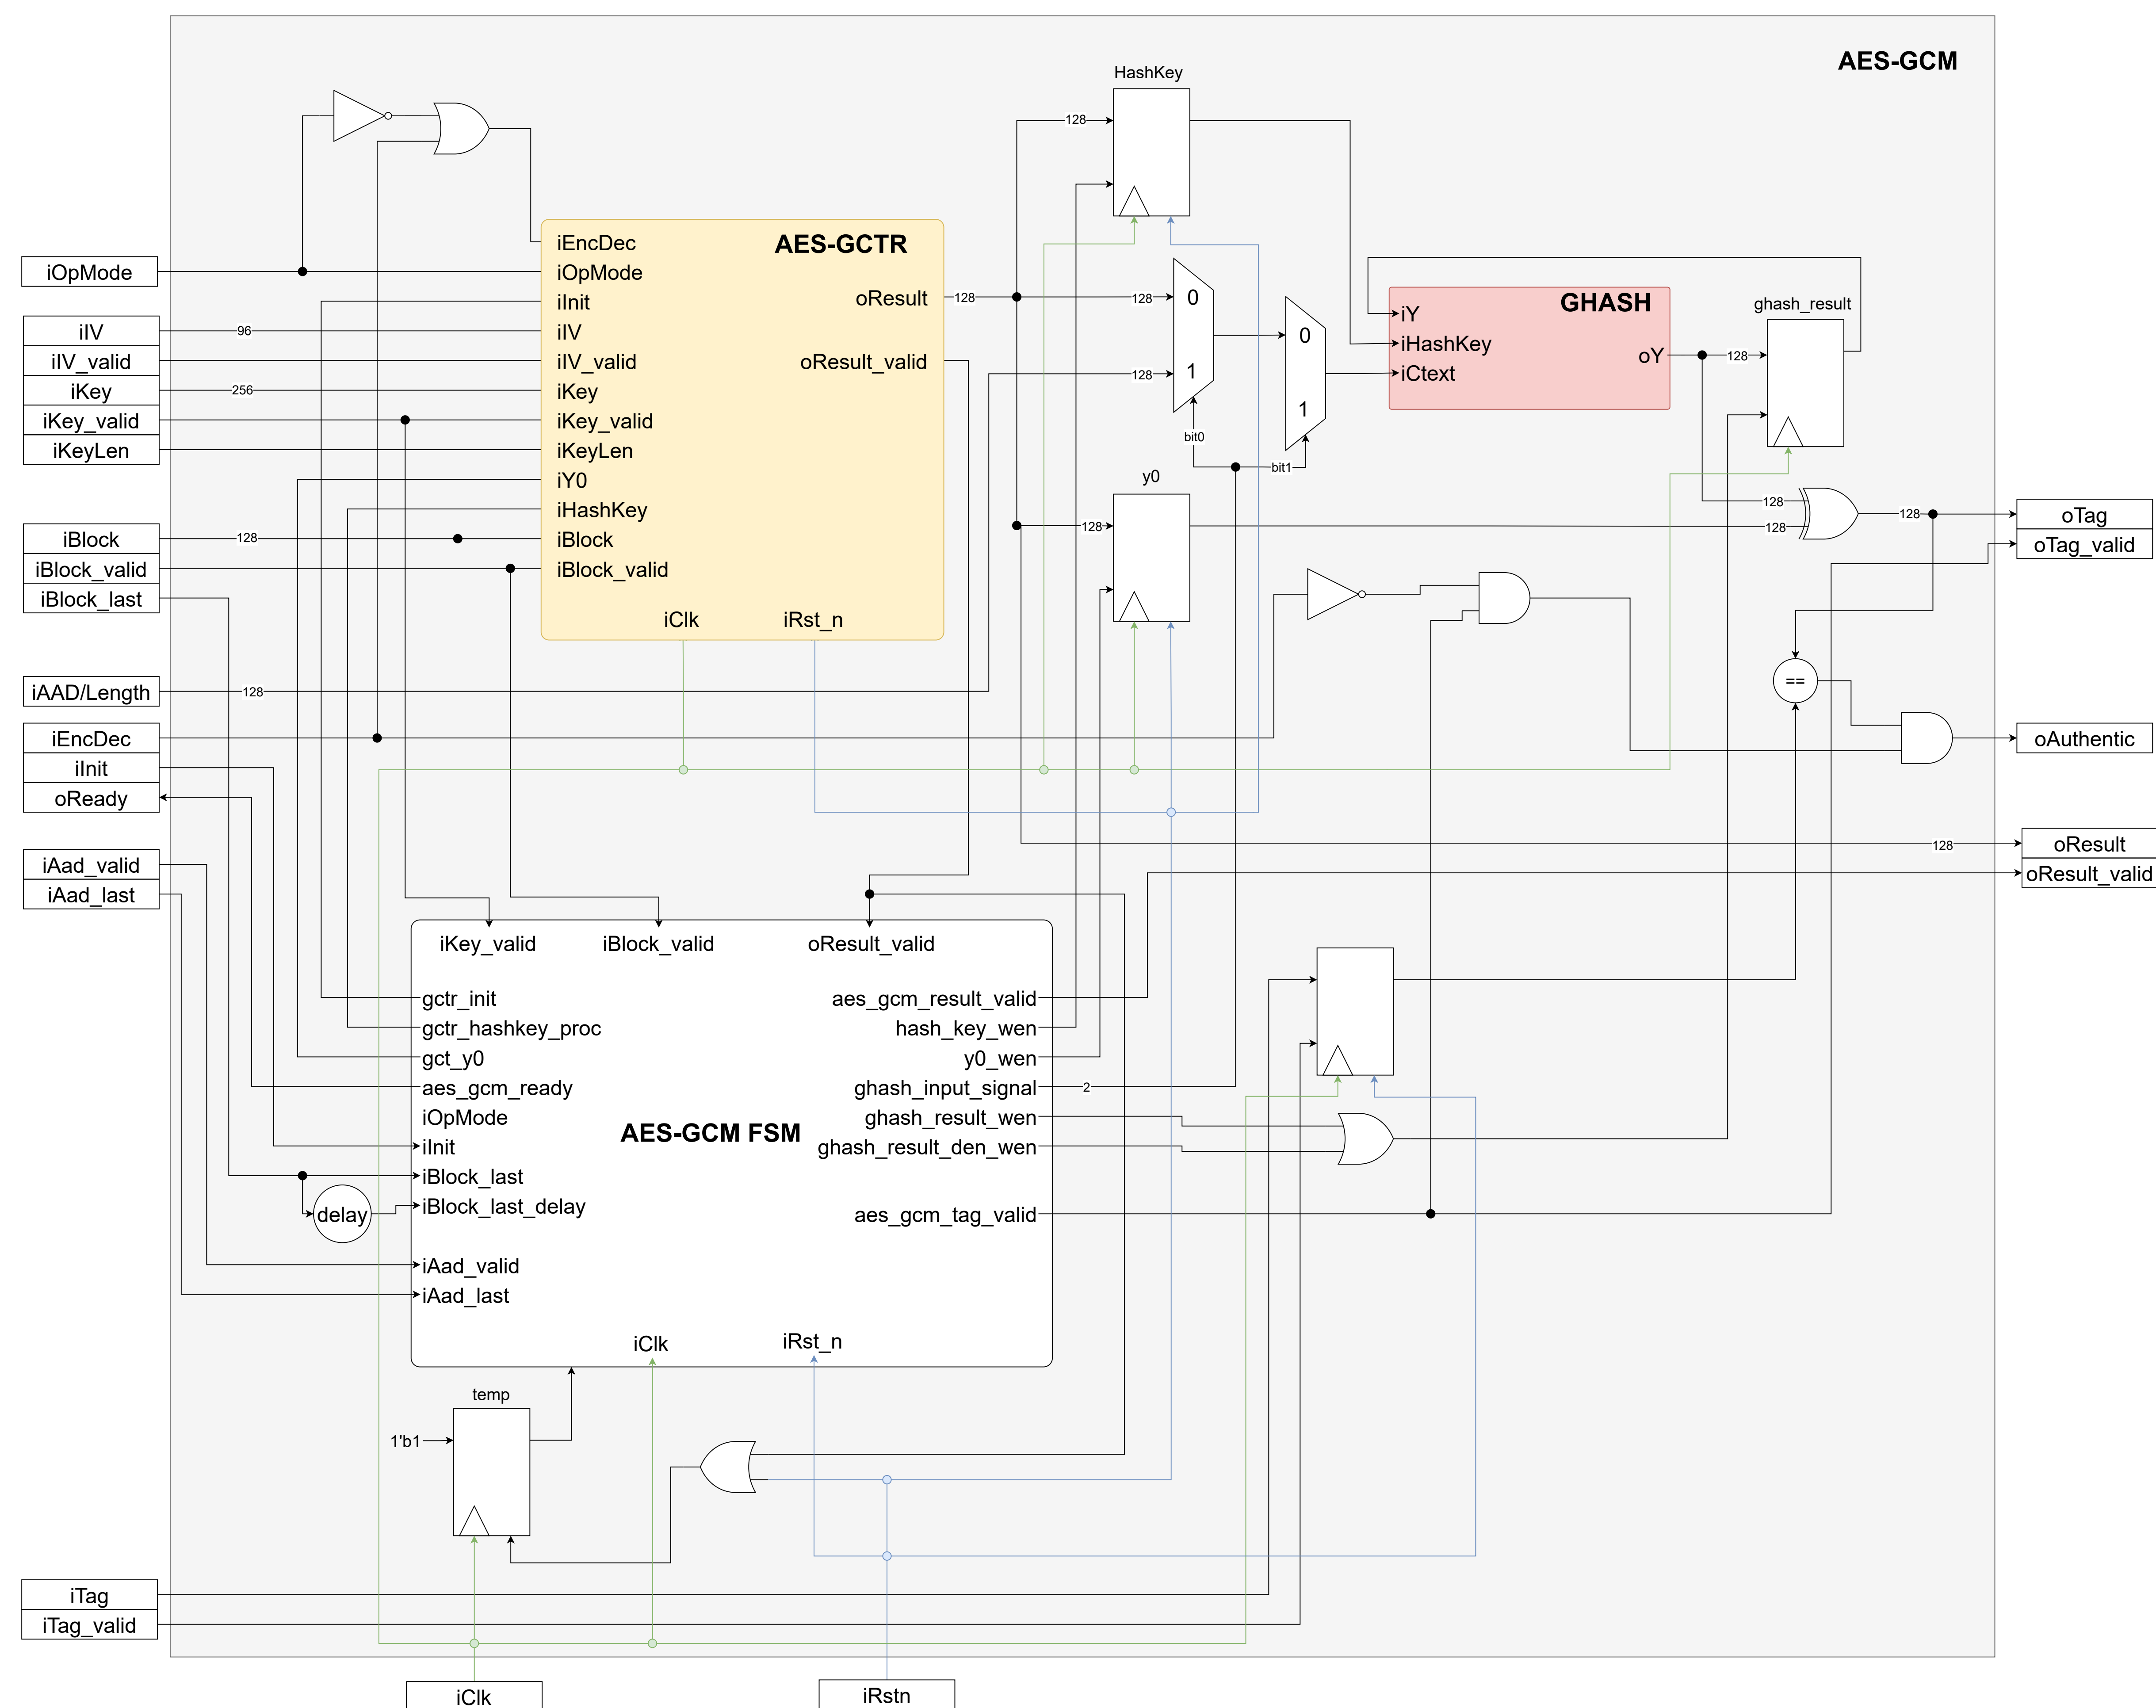 AES-GCM
HashKey
128
AES-GCTR
iEncDec
iOpMode
iInit
iIV
iIV_valid
iKey
iKey_valid
iKeyLen
iY0
iHashKey
iBlock
iBlock_valid
oResult
oResult_valid
iClk
iRst_n
iOpMode
iIV
96
iIV_valid
iKey
256
iKey_valid
iKeyLen
iBlock
128
iBlock_valid
iBlock_last
iAAD/Length
128
iEncDec
iInit
oReady
iAad_valid
iAad_last
128
128
0
128
1
0
1
bit0
bit1
GHASH
iY
iHashKey
iCtext
oY
128
ghash_result
y0
128
128
128
128
oTag
oTag_valid
==
oAuthentic
128
oResult
oResult_valid
iKey_valid
iBlock_valid
oResult_valid
gctr_init
gctr_hashkey_proc
gct_y0
aes_gcm_ready
iOpMode
iInit
iBlock_last
iBlock_last_delay
iAad_valid
iAad_last
delay
AES-GCM FSM
aes_gcm_result_valid
hash_key_wen
y0_wen
ghash_input_signal
2
ghash_result_wen
ghash_result_den_wen
aes_gcm_tag_valid
iClk
iRst_n
temp
1'b1
iTag
iTag_valid
iClk
iRstn